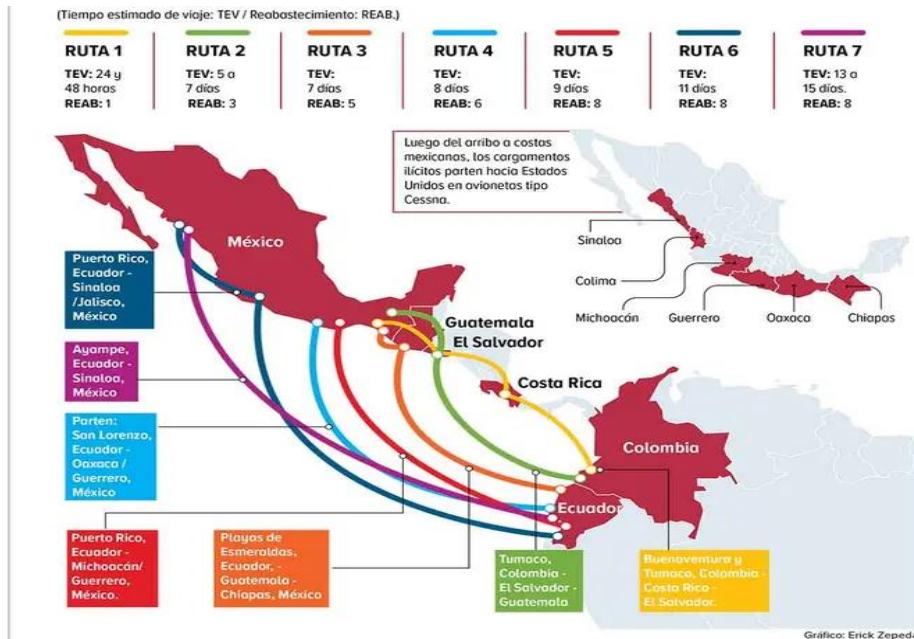 (Tiempo estimado de viaje: TEV / Reabastecimiento: REAB.)
RUTA 1
TEV: 24 y
48 horas
REAB: 1
RUTA 2
TEV: 5 a
7 días
REAB: 3
RUTA 3
TEV:
7 días
REAB: 5
RUTA 4
TEV:
8 días
REAB: 6
RUTA 5
TEV:
9 días
REAB: 8
RUTA 6
TEV:
11 días
REAB: 8
RUTA 7
TEV: 13 a
15 días.
REAB: 8
Luego del arribo a costas
mexicanas, los cargamentos
ilícitos parten hacia Estados
Unidos en avionetas tipo
Cessna.
Sinaloa
Colima
Michoacán
Guerrero
Oaxaca
Chiapas
México
Guatemala
El Salvador
Costa Rica
Colombia
Ecuador
Puerto Rico,
Ecuador -
Sinaloa
/Jalisco,
México
Ayampe,
Ecuador -
Sinaloa,
México
Parten:
San Lorenzo,
Ecuador -
Oaxaca /
Guerrero,
México
Puerto Rico,
Ecuador -
Michoacán/
Guerrero,
México.
Playas de
Esmeraldas,
Ecuador, -
Guatemala -
Chiapas, México
Tumaco,
Colombia -
El Salvador -
Guatemala
Buenaventura y
Tumaco, Colombia -
Costa Rica -
El Salvador.
Gráfico: Erick Zepeda